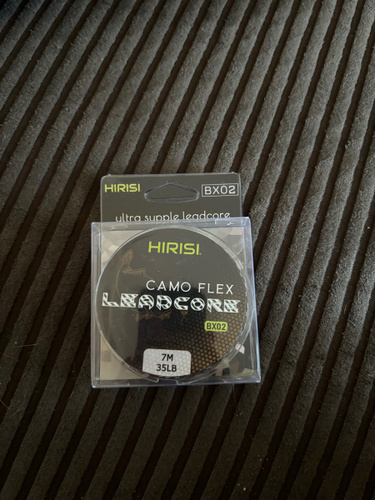 HIRISI
BX02
ultra supple leadcore
HIRISI
CAMO FLEX
LEADCORE
BX02
7M
35LB